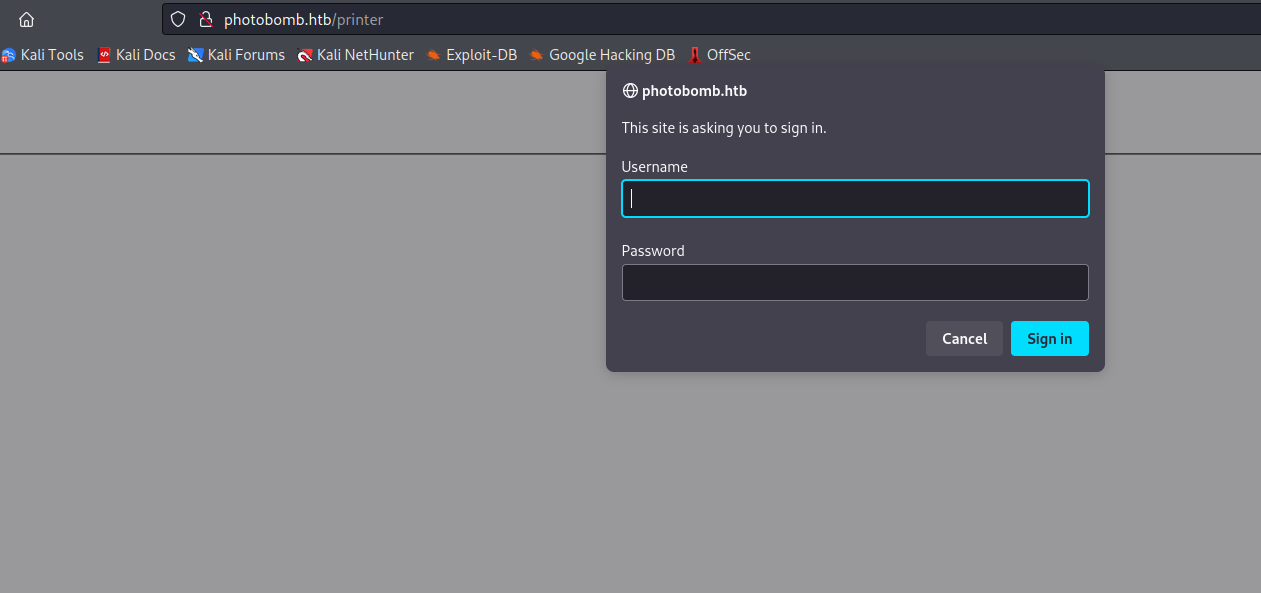 photobomb.htb/printer
Kali Tools Kali Docs Kali Forums Kali NetHunter Exploit-DB Google Hacking DB OffSec
photobomb.htb
This site is asking you to sign in.
Username
Password
Cancel Sign in